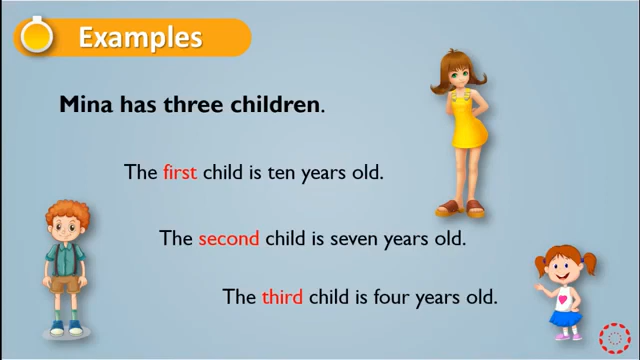 Examples
Mina has three children.
The first child is ten years old.
The second child is seven years old.
The third child is four years old.